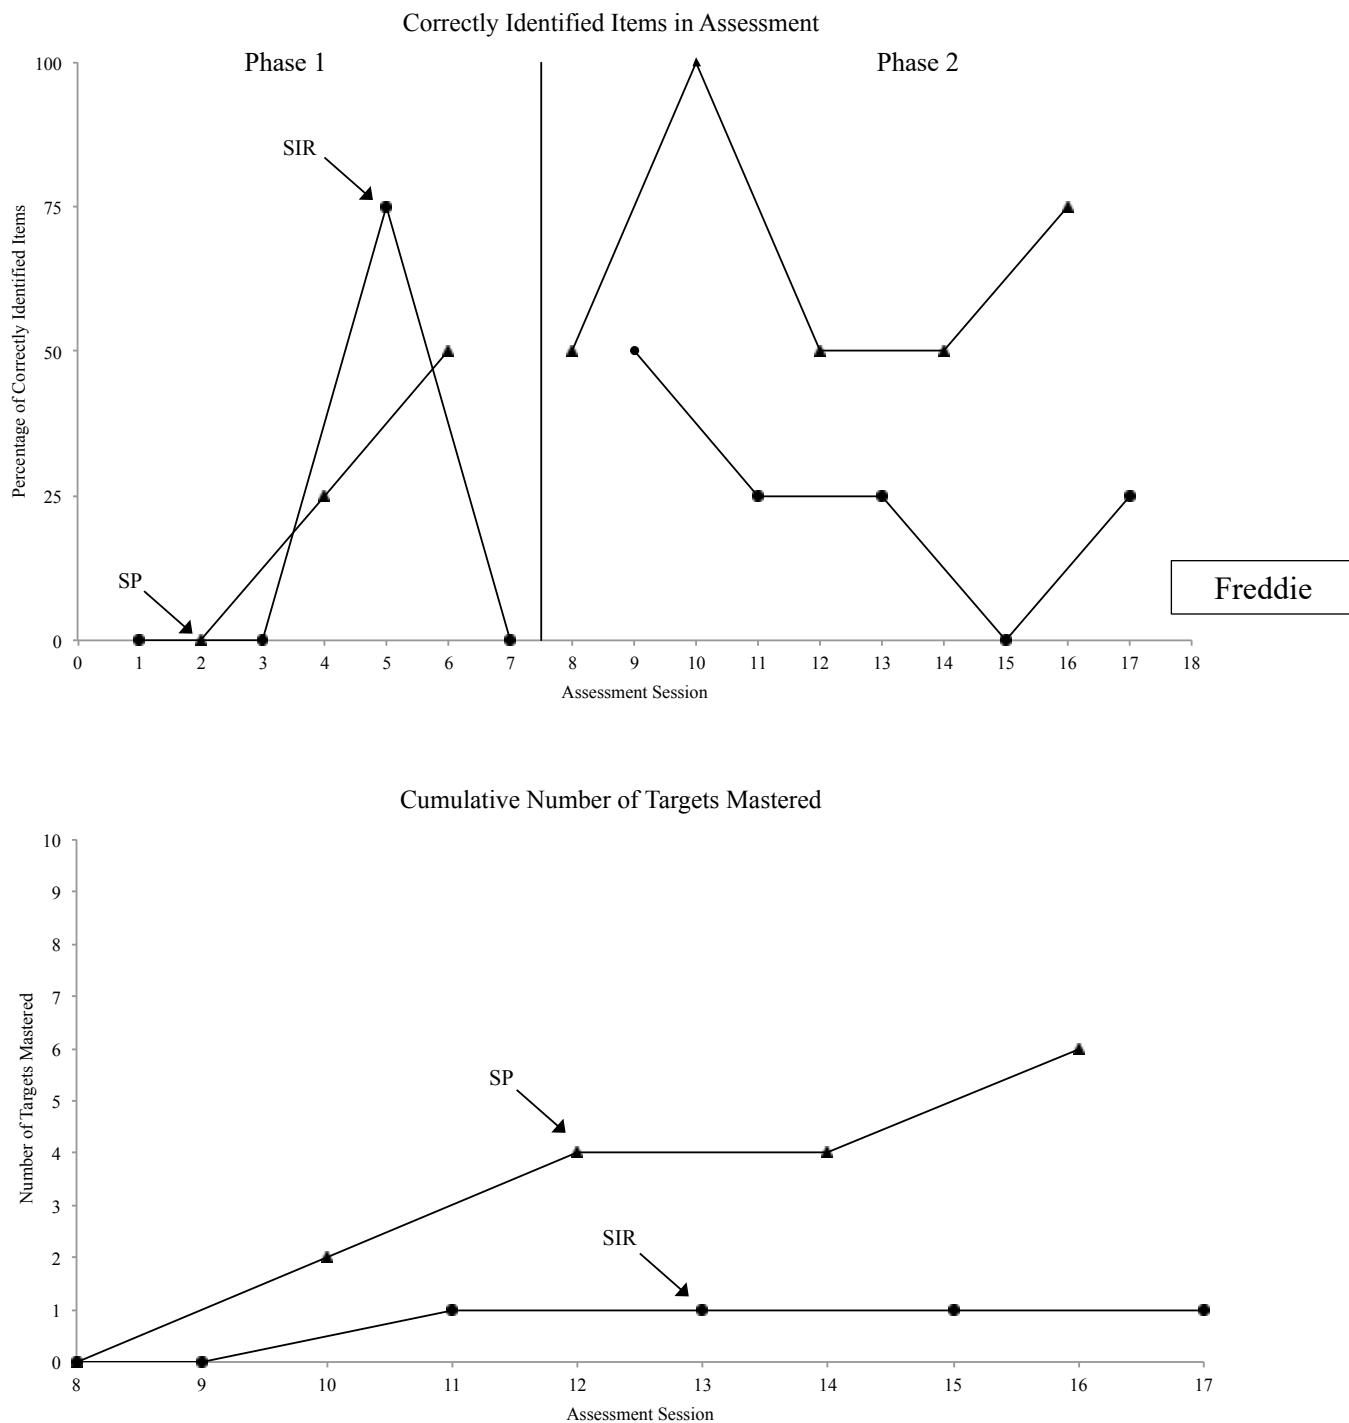 Correctly Identified Items in Assessment
Phase 1
Phase 2
Percentage of Correctly Identified Items
100
75
50
25
0
SIR
SP
Freddie
0 1 2 3 4 5 6 7 8 9 10 11 12 13 14 15 16 17 18
Assessment Session
Cumulative Number of Targets Mastered
Number of Targets Mastered
10
9
8
7
6
5
4
3
2
1
0
SP
SIR
8 9 10 11 12 13 14 15 16 17
Assessment Session